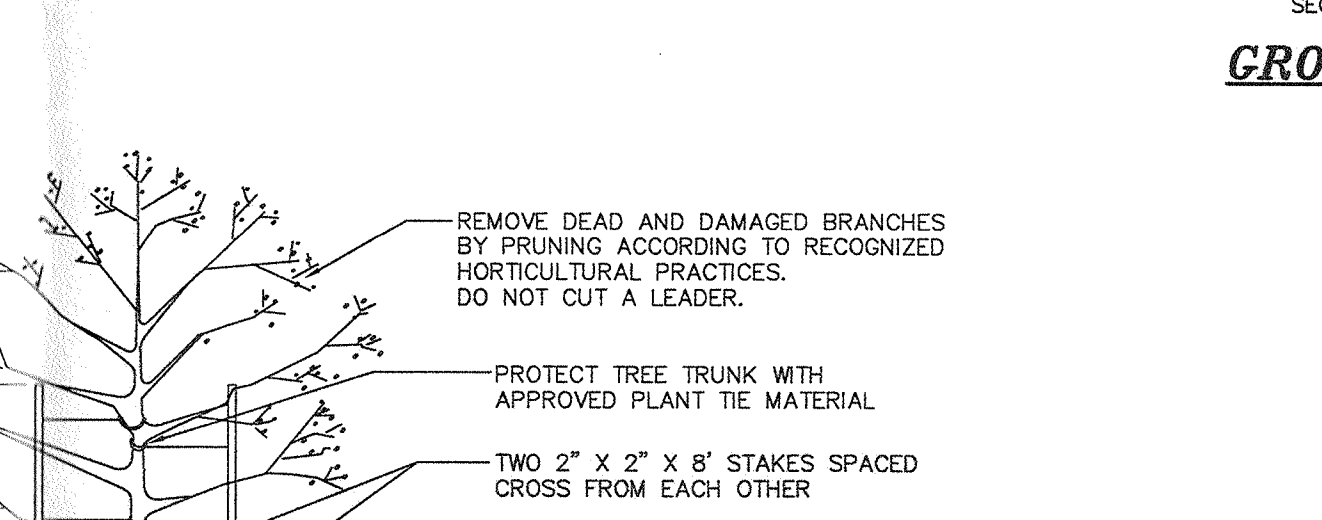 REMOVE DEAD AND DAMAGED BRANCHES
BY PRUNING ACCORDING TO RECOGNIZED
HORTICULTURAL PRACTICES.
DO NOT CUT A LEADER.
PROTECT TREE TRUNK WITH
APPROVED PLANT TIE MATERIAL
TWO 2" X 2" X 8' STAKES SPACED
CROSS FROM EACH OTHER